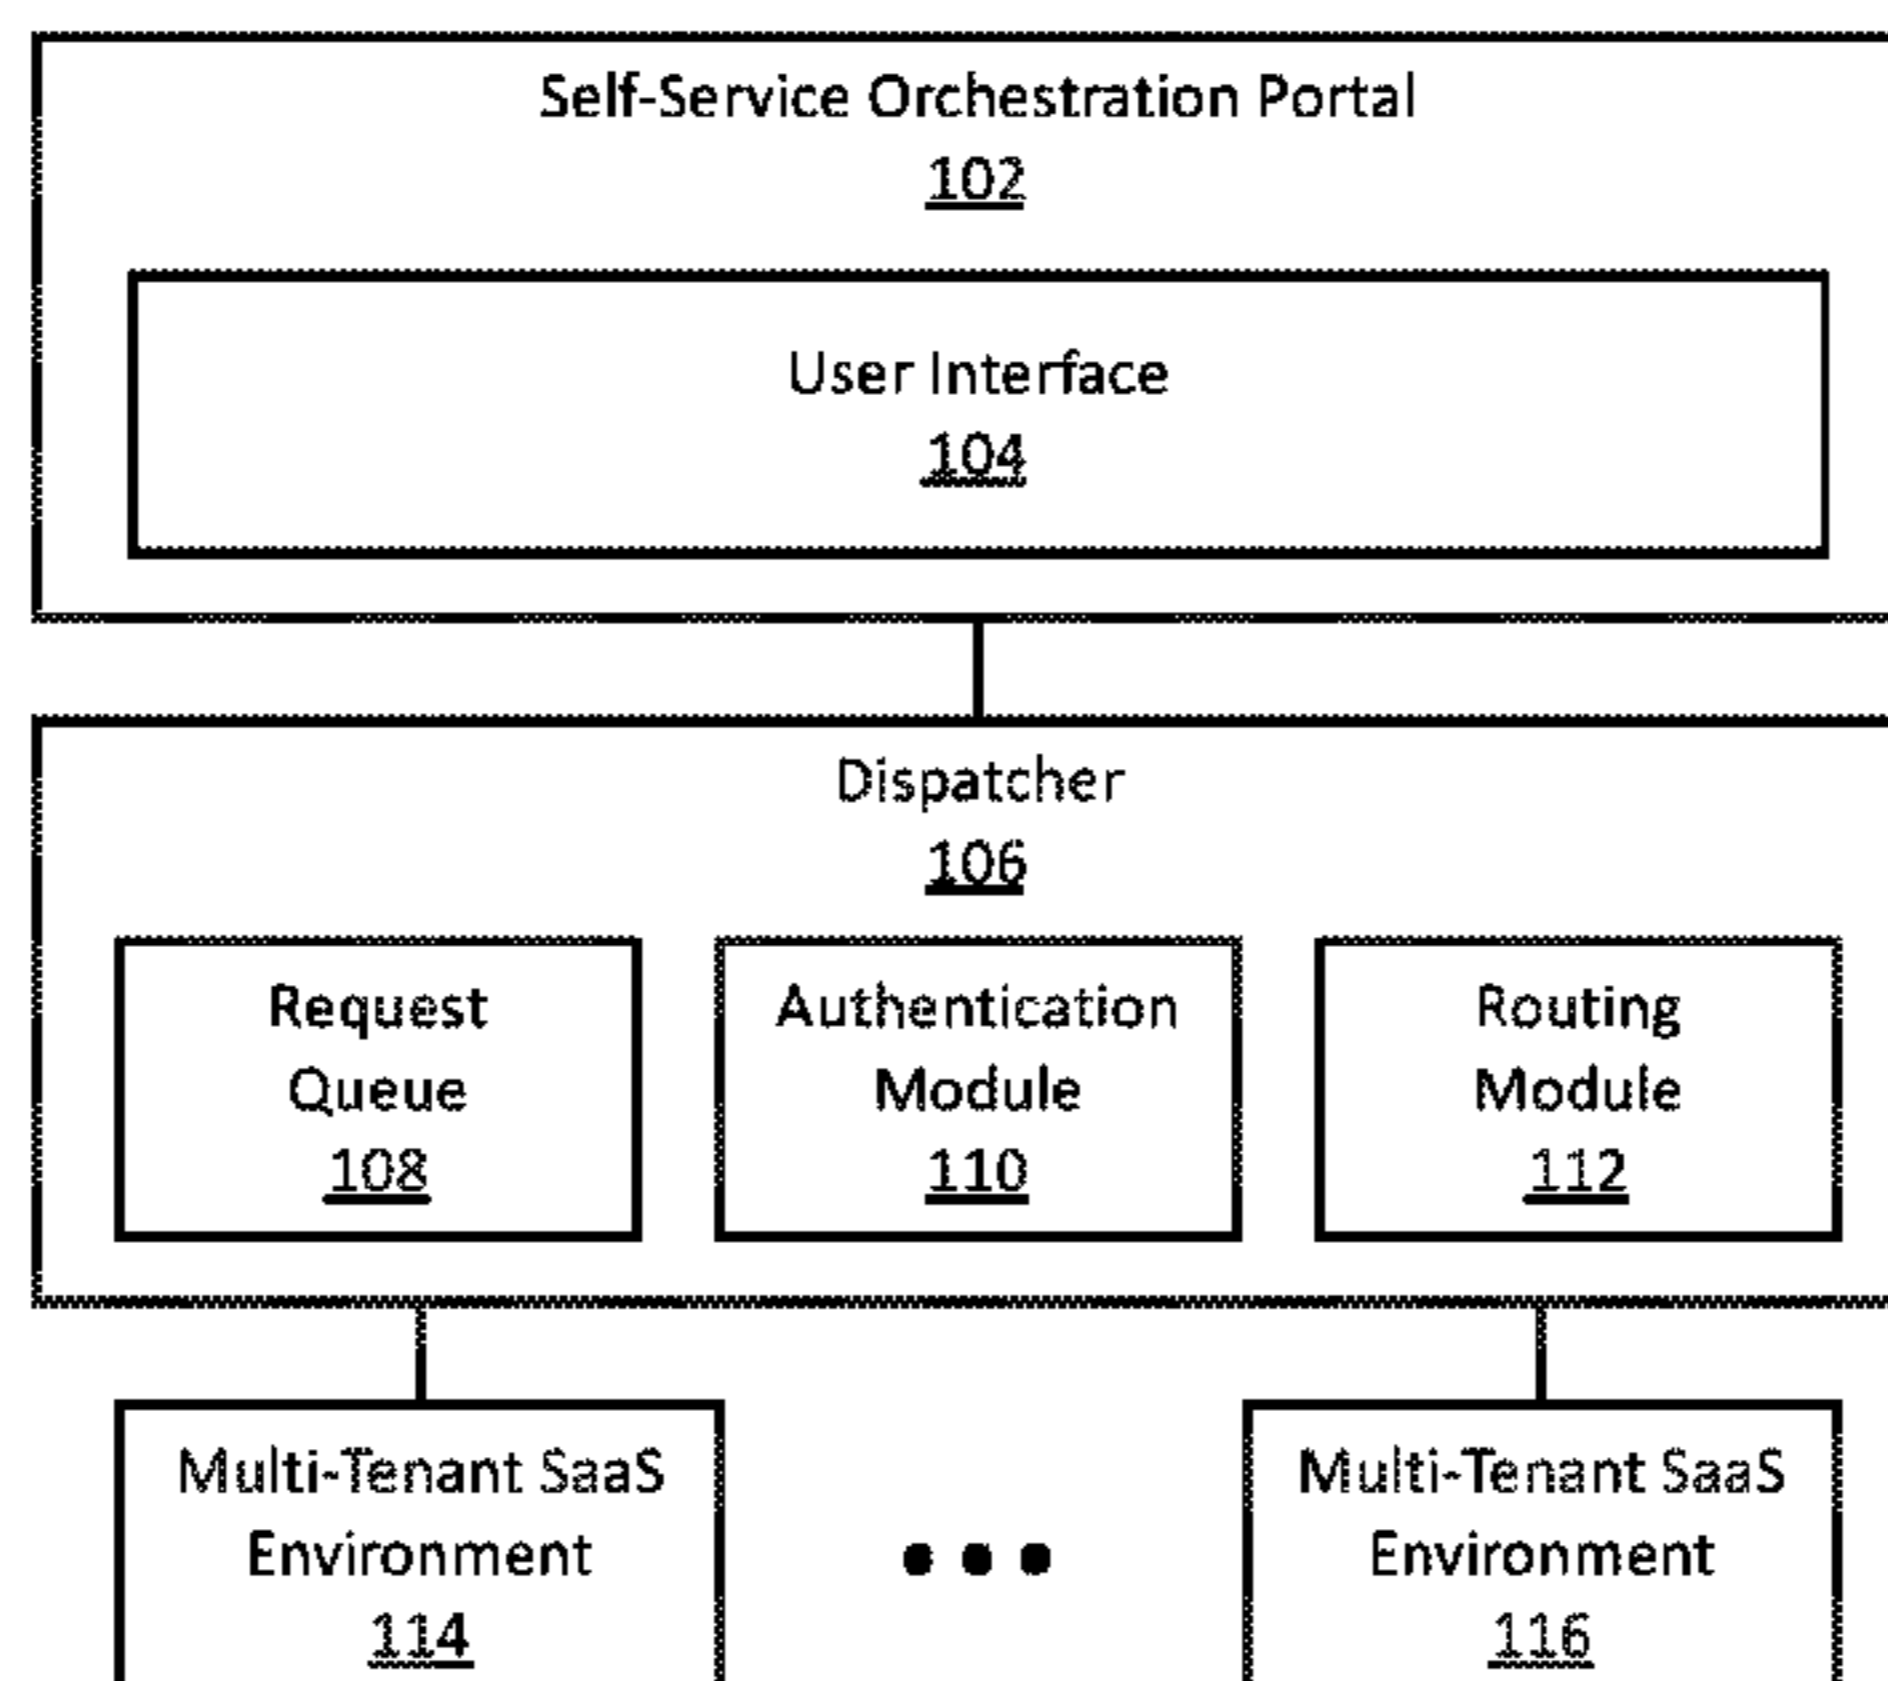 Self-Service Orchestration Portal
102
User Interface
104
Dispatcher
106
Request
Queue
108
Authentication
Module
110
Routing
Module
112
Multi-Tenant SaaS
Environment
114
Multi-Tenant SaaS
Environment
116